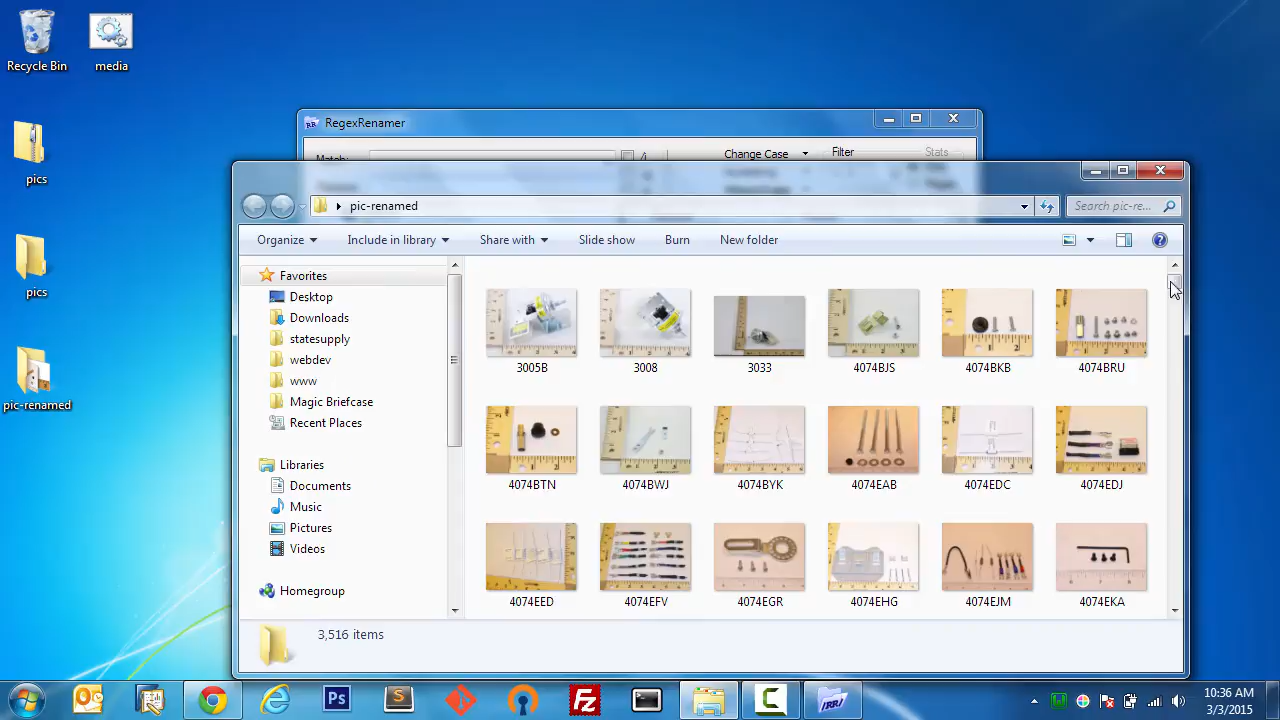 Recycle Bin
media
pics
pics
pic-renamed
RegexRenamer
Change Case
Filter
Stats
pic-renamed
Search pic-re...
Organize
Include in library
Share with
Slide show
Burn
New folder
Favorites
Desktop
Downloads
statesupply
webdev
www
Magic Briefcase
Recent Places
Libraries
Documents
Music
Pictures
Videos
Homegroup
3005B
3008
3033
4074BJS
4074BKB
4074BRU
4074BTN
4074BWJ
4074BYK
4074EAB
4074EDC
4074EDJ
4074EED
4074EFV
4074EGR
4074EHG
4074EJM
4074EKA
3,516 items
Ps
S
Fz
C
/RR/
10:36 AM
3/3/2015